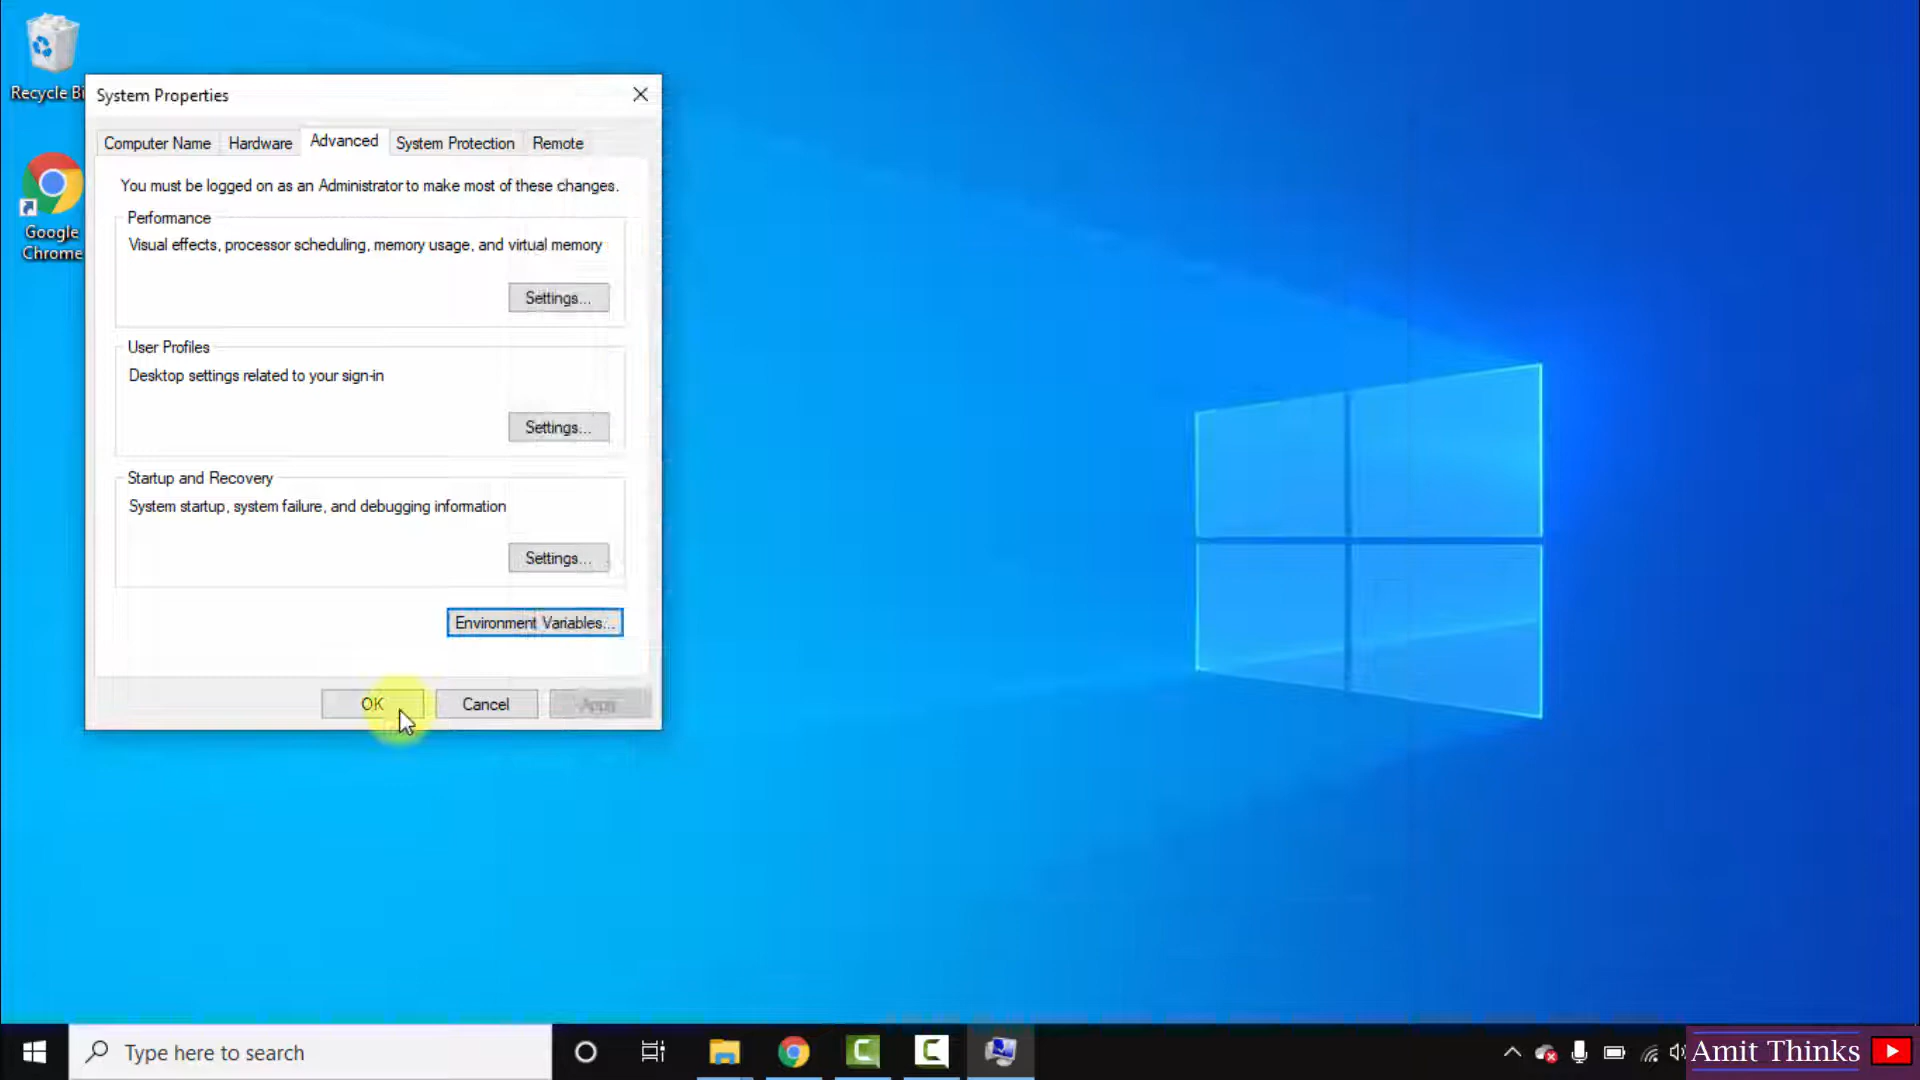 Recycle Bi
Google
Chrome
System Properties
Computer Name
Hardware
Advanced
System Protection
Remote
You must be logged on as an Administrator to make most of these changes.
Performance
Visual effects, processor scheduling, memory usage, and virtual memory
Settings...
User Profiles
Desktop settings related to your sign-in
Settings...
Startup and Recovery
System startup, system failure, and debugging information
Settings...
Environment Variables...
OK
Cancel
Apply
Type here to search
Amit Thinks